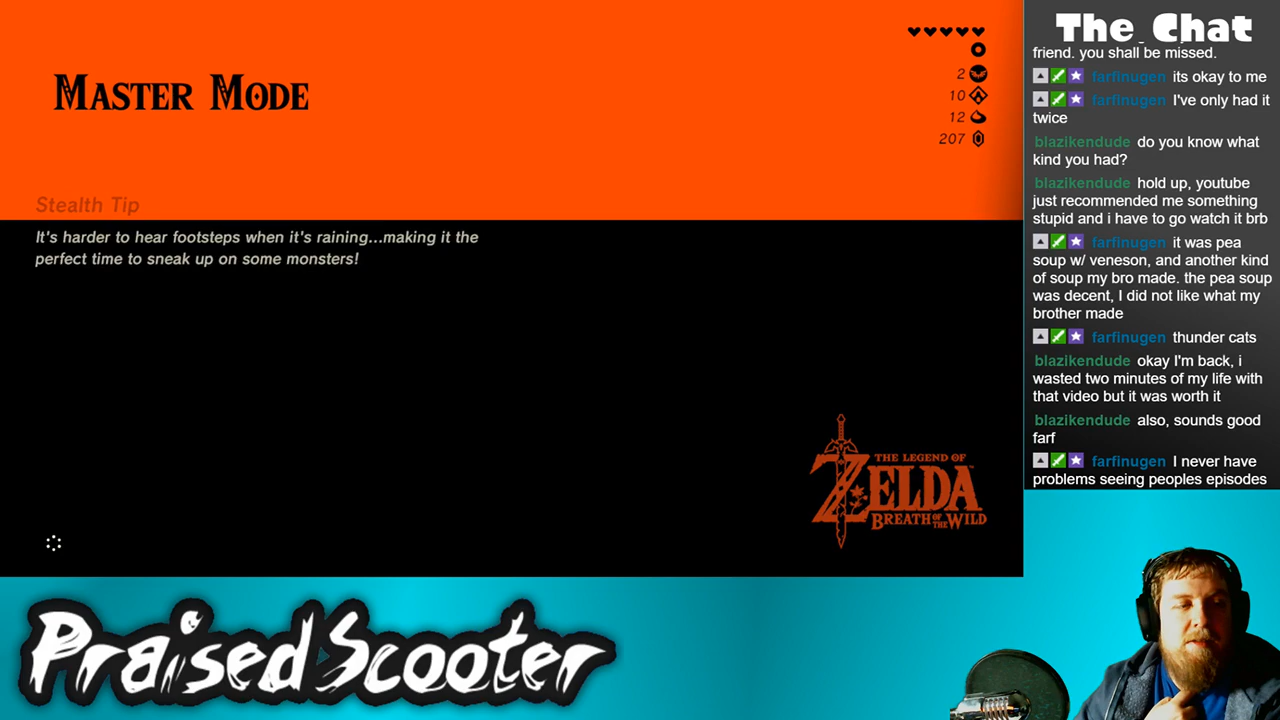 MASTER MODE
2
10
12
207
Stealth Tip
It's harder to hear footsteps when it's raining...making it the
perfect time to sneak up on some monsters!
THE LEGEND OF
ZELDA
BREATH OF THE WILD
PraisedScooter
The Chat
friend. you shall be missed.
farfinugen its okay to me
farfinugen I've only had it
twice
blazikendude do you know what
kind you had?
blazikendude hold up, youtube
just recommended me something
stupid and i have to go watch it brb
farfinugen it was pea
soup w/ veneson, and another kind
of soup my bro made. the pea soup
was decent, I did not like what my
brother made
farfinugen thunder cats
blazikendude okay I'm back, i
wasted two minutes of my life with
that video but it was worth it
blazikendude also, sounds good
farf
farfinugen I never have
problems seeing peoples episodes